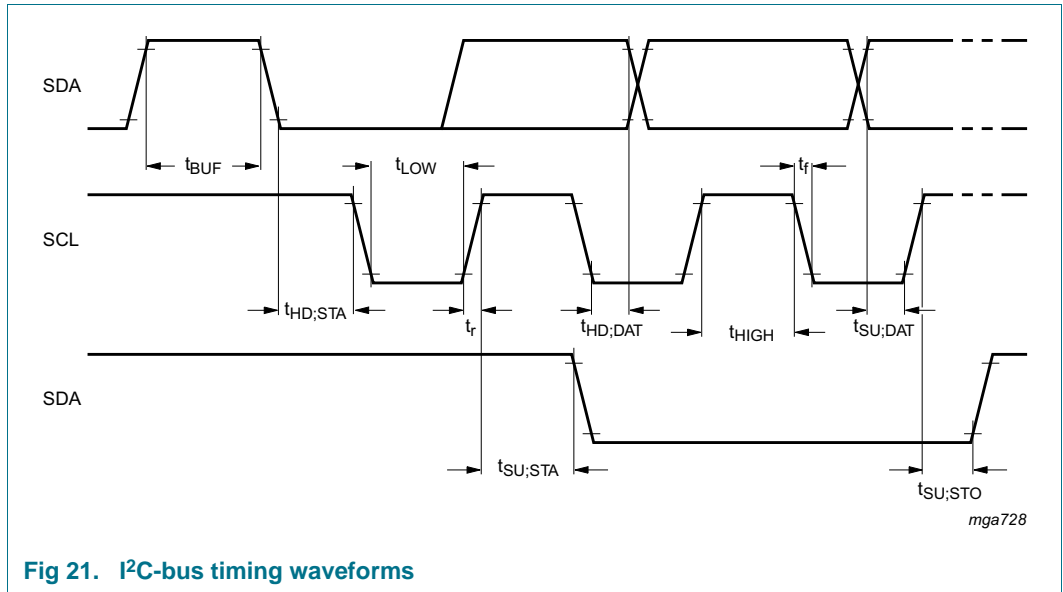 SDA
tBUF tLOW tf
SCL
tHD;STA tr tHD;DAT tHIGH tSU;DAT
SDA
tSU;STA tSU;STO
mga728
Fig 21. I²C-bus timing waveforms